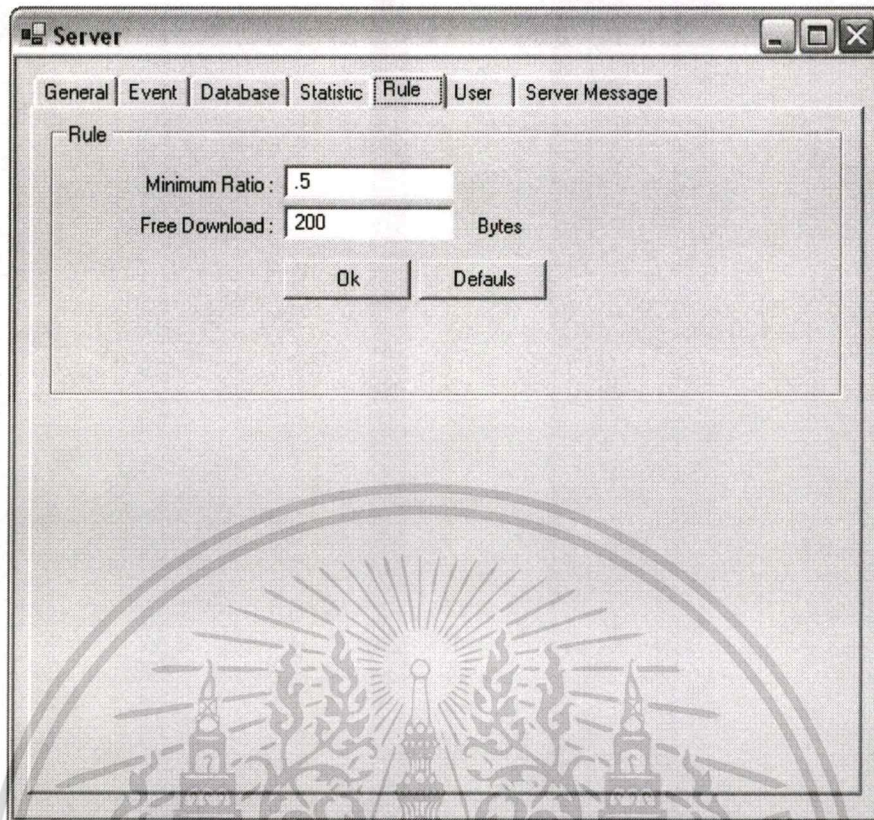 Server
General Event Database Statistic Rule User Server Message
Rule
Minimum Ratio : .5
Free Download : 200 Bytes
Ok Defauls